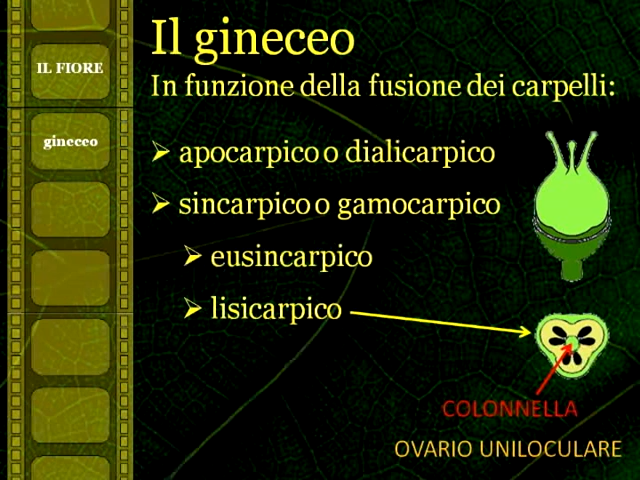 Il gineceo
IL FIORE
In funzione della fusione dei carpelli:
gineceo
apocarpico o dialicarpico
sincarpico o gamocarpico
eusincarpico
lisicarpico
COLONNELLA
OVARIO UNILOCULARE